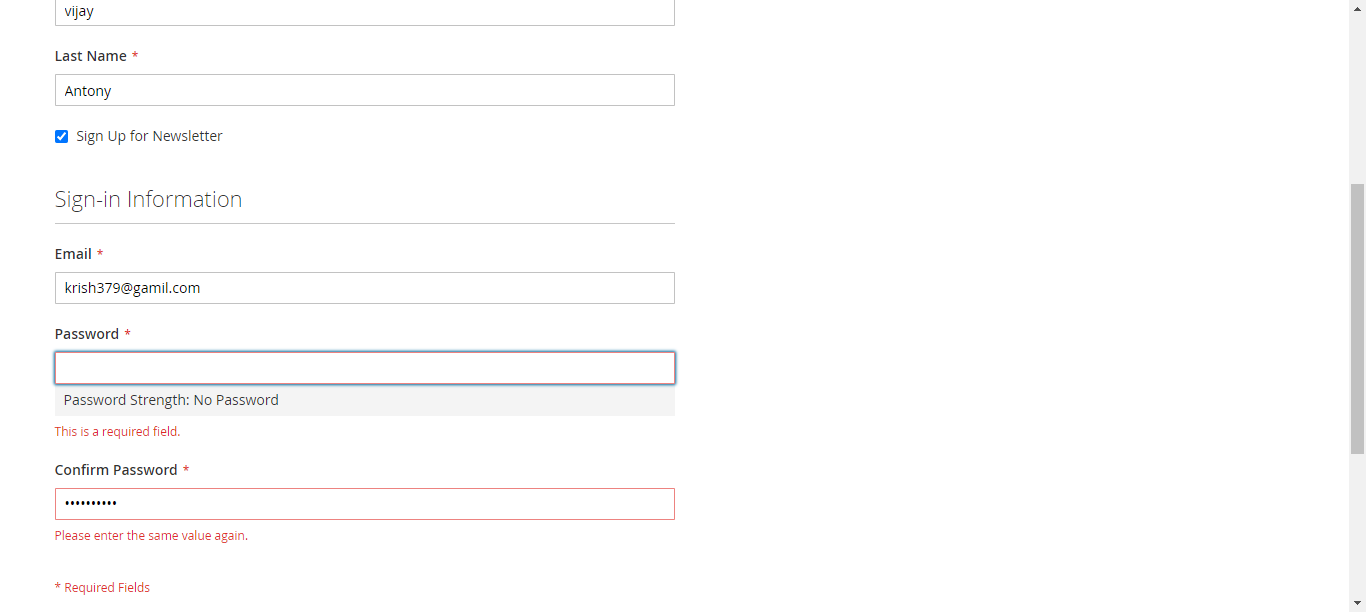 vijay
Last Name *
Antony
Sign Up for Newsletter
Sign-in Information
Email *
krish379@gamil.com
Password *
Password Strength: No Password
This is a required field.
Confirm Password *
••••••••••
Please enter the same value again.
* Required Fields